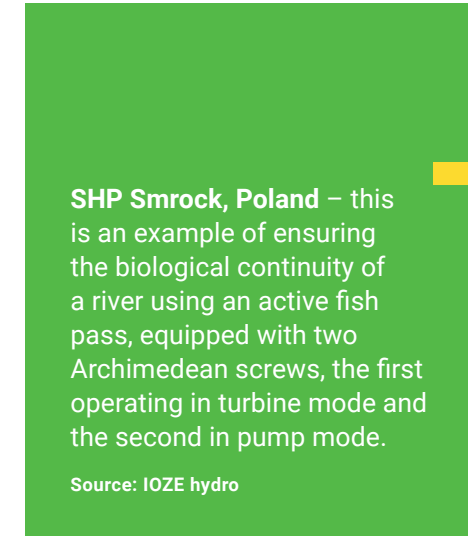 SHP Smrock, Poland – this
is an example of ensuring
the biological continuity of
a river using an active fish
pass, equipped with two
Archimedean screws, the first
operating in turbine mode and
the second in pump mode.
Source: IOZE hydro